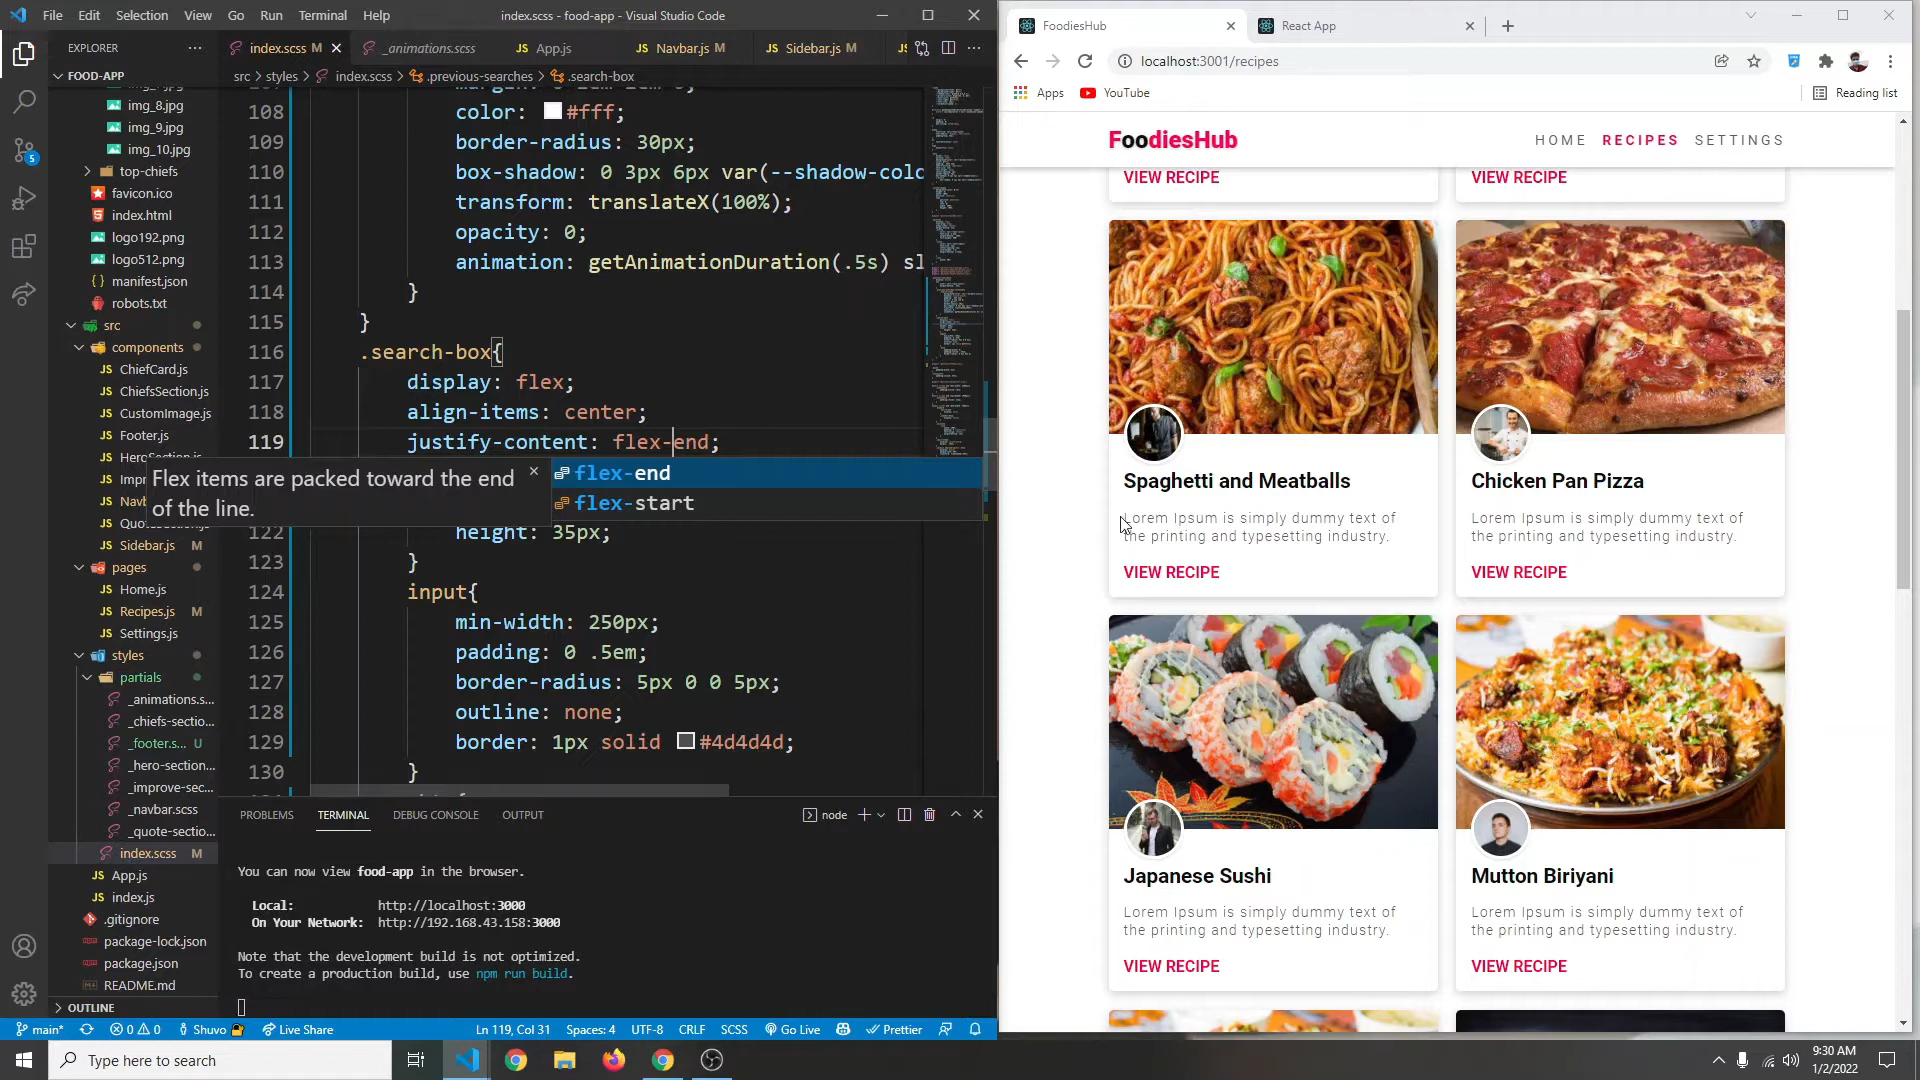 File Edit Selection View Go Run Terminal Help
index.scss - food-app - Visual Studio Code
EXPLORER
FOOD-APP
img_8.jpg
img_9.jpg
img_10.jpg
top-chiefs
favicon.ico
index.html
logo192.png
logo512.png
manifest.json
robots.txt
src
components
ChiefCard.js
ChiefsSection.js
CustomImage.js
Footer.js
HeroSection.js
Impr
Navb
Sidebar.js M
pages
Home.js
Recipes.js M
Settings.js
styles
partials
_animations.s...
_chiefs-sectio...
_footer.s... U
_hero-section...
_improve-sec...
_navbar.scss
_quote-sectio...
index.scss M
App.js
index.js
.gitignore
package-lock.json
package.json
README.md
OUTLINE
index.scss M _animations.scss App.js Navbar.js M Sidebar.js M
src > styles > index.scss > .previous-searches > .search-box
108 color: #fff;
109 border-radius: 30px;
110 box-shadow: 0 3px 6px var(--shadow-colo
111 transform: translateX(100%);
112 opacity: 0;
113 animation: getAnimationDuration(.5s) sl
114 }
115 }
116 .search-box{
117 display: flex;
118 align-items: center;
119 justify-content: flex-end;
Flex items are packed toward the end
of the line.
flex-end
flex-start
122 height: 35px;
123 }
124 input{
125 min-width: 250px;
126 padding: 0 .5em;
127 border-radius: 5px 0 0 5px;
128 outline: none;
129 border: 1px solid #4d4d4d;
130 }
PROBLEMS TERMINAL DEBUG CONSOLE OUTPUT
node
You can now view food-app in the browser.
Local: http://localhost:3000
On Your Network: http://192.168.43.158:3000
Note that the development build is not optimized.
To create a production build, use npm run build.
main* 0 0 Shuvo Live Share Ln 119, Col 31 Spaces: 4 UTF-8 CRLF SCSS Go Live Prettier
FoodiesHub React App
localhost:3001/recipes
Apps YouTube Reading list
FoodiesHub HOME RECIPES SETTINGS
VIEW RECIPE VIEW RECIPE
Spaghetti and Meatballs
Lorem Ipsum is simply dummy text of
the printing and typesetting industry.
VIEW RECIPE
Chicken Pan Pizza
Lorem Ipsum is simply dummy text of
the printing and typesetting industry.
VIEW RECIPE
Japanese Sushi
Lorem Ipsum is simply dummy text of
the printing and typesetting industry.
VIEW RECIPE
Mutton Biriyani
Lorem Ipsum is simply dummy text of
the printing and typesetting industry.
VIEW RECIPE
Type here to search
9:30 AM
1/2/2022